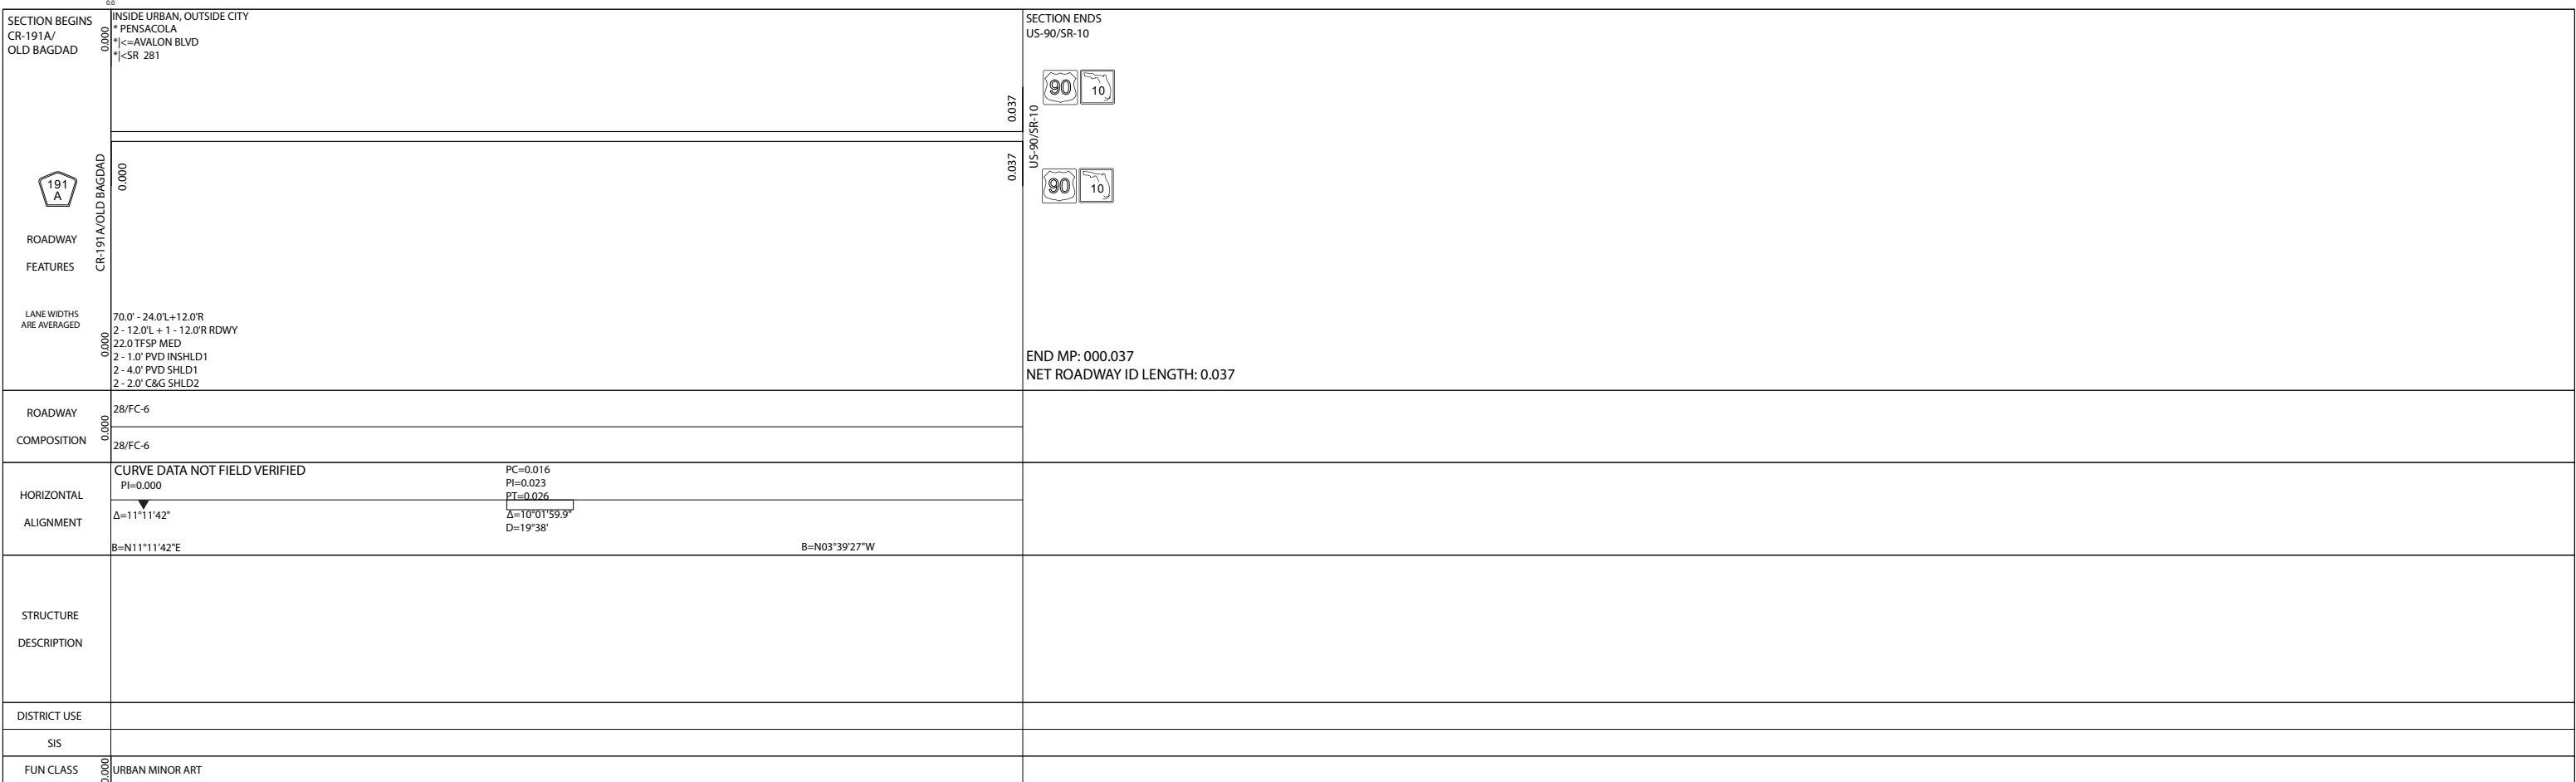 0.0
SECTION BEGINS
CR-191A/
OLD BAGDAD
0.000
INSIDE URBAN, OUTSIDE CITY
* PENSACOLA
*|<=AVALON BLVD
*|<SR 281
SECTION ENDS
US-90/SR-10
90
10
0.037
US-90/SR-10
0.037
90
10
191
A
CR-191A/OLD BAGDAD
0.000
ROADWAY
FEATURES
LANE WIDTHS
ARE AVERAGED
0.000
70.0' - 24.0'L+12.0'R
2 - 12.0'L + 1 - 12.0'R RDWY
22.0 TFSP MED
2 - 1.0' PVD INSHLD1
2 - 4.0' PVD SHLD1
2 - 2.0' C&G SHLD2
END MP: 000.037
NET ROADWAY ID LENGTH: 0.037
ROADWAY
COMPOSITION
0.000
28/FC-6
28/FC-6
HORIZONTAL
ALIGNMENT
CURVE DATA NOT FIELD VERIFIED
PI=0.000
Δ=11°11'42"
B=N11°11'42"E
PC=0.016
PI=0.023
PT=0.026
Δ=10°01'59.9"
D=19°38'
B=N03°39'27"W
STRUCTURE
DESCRIPTION
DISTRICT USE
SIS
FUN CLASS
0.000
URBAN MINOR ART